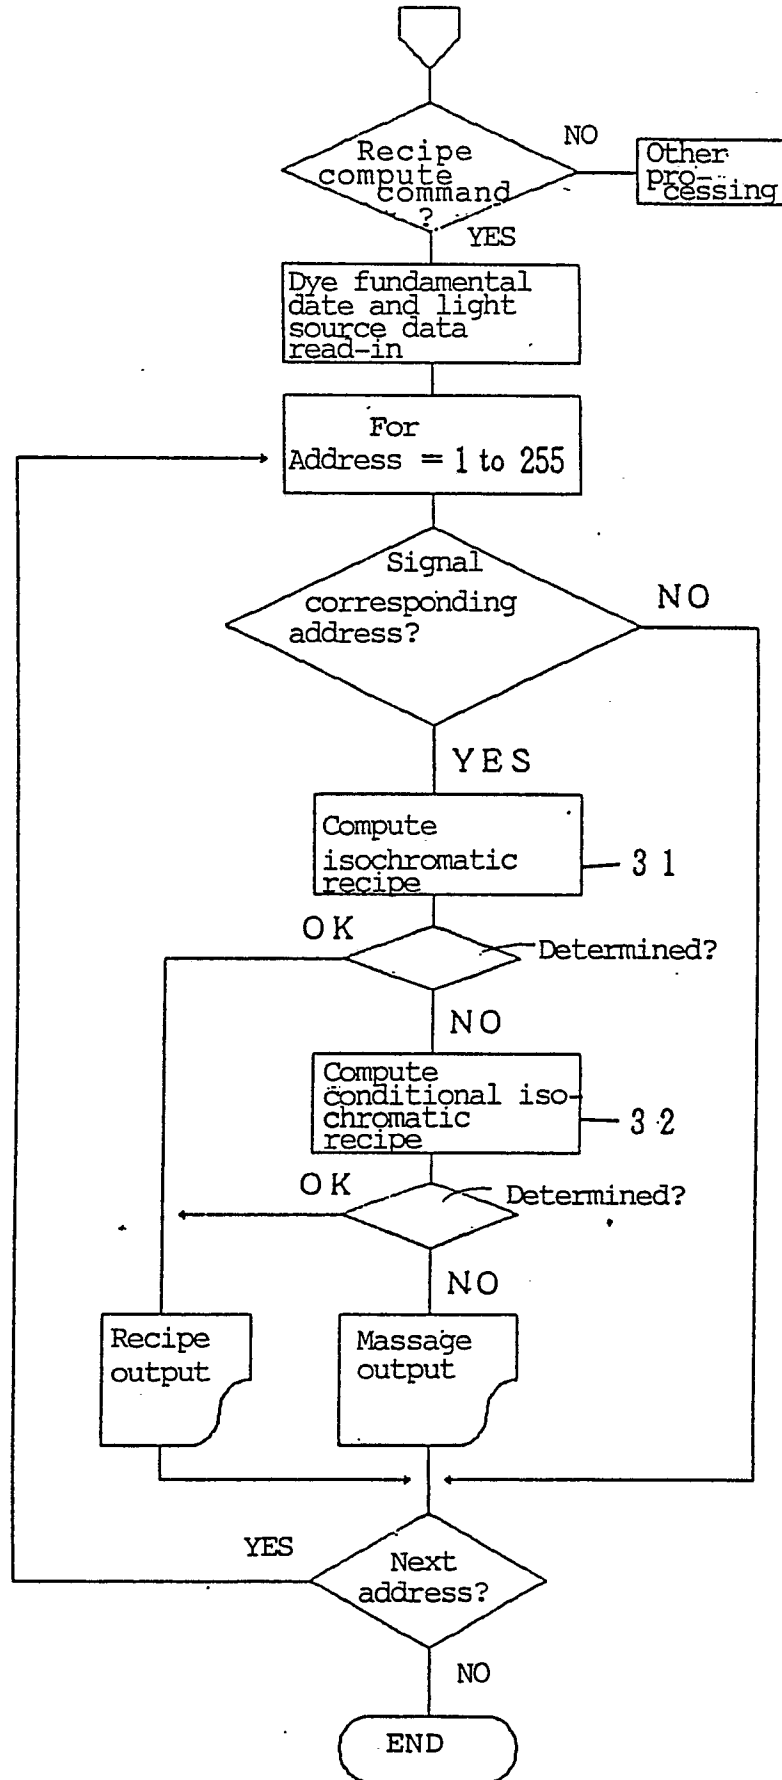 Recipe
compute
command
?
NO
Other
pro-
cessing
YES
Dye fundamental
date and light
source data
read-in
For
Address = 1 to 255
Signal
corresponding
address?
NO
YES
Compute
isochromatic
recipe
31
OK
Determined?
NO
Compute
conditional iso-
chromatic
recipe
32
OK
Determined?
NO
Recipe
output
Massage
output
YES
Next
address?
NO
END